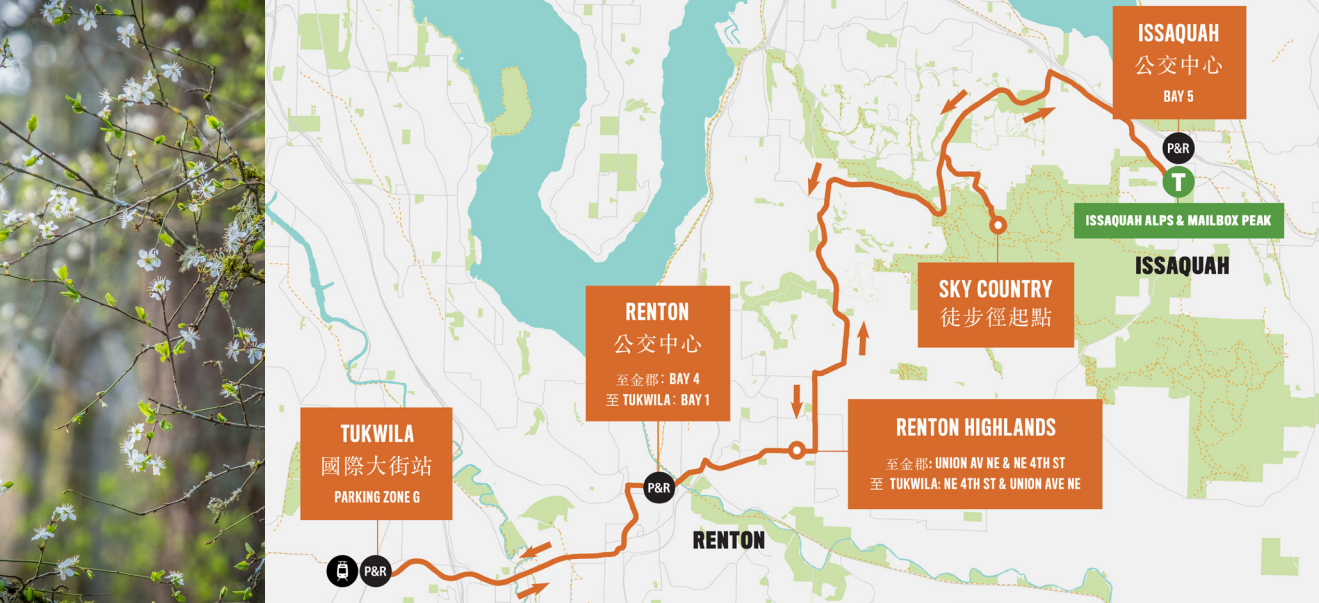 ISSAQUAH
公交中心
BAY 5
P&R
T
ISSAQUAH ALPS & MAILBOX PEAK
ISSAQUAH
SKY COUNTRY
徒步徑起點
RENTON
公交中心
至金郡: BAY 4
至 TUKWILA: BAY 1
RENTON HIGHLANDS
至金郡: UNION AV NE & NE 4TH ST
至 TUKWILA: NE 4TH ST & UNION AVE NE
TUKWILA
國際大街站
PARKING ZONE G
P&R
RENTON
P&R